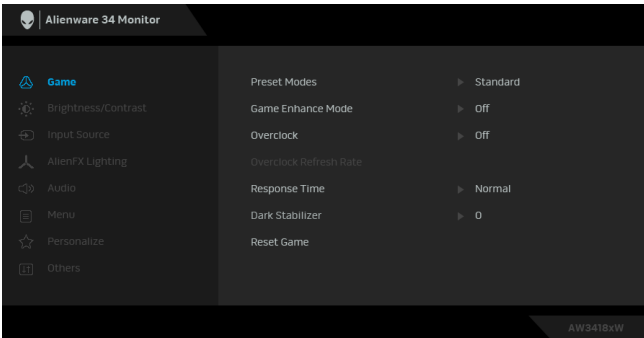 Alienware 34 Monitor
Game
Preset Modes Standard
Brightness/Contrast
Game Enhance Mode Off
Input Source
Overclock Off
AlienFX Lighting
Overclock Refresh Rate
Audio
Response Time Normal
Menu
Dark Stabilizer 0
Personalize
Reset Game
Others
AW3418xW